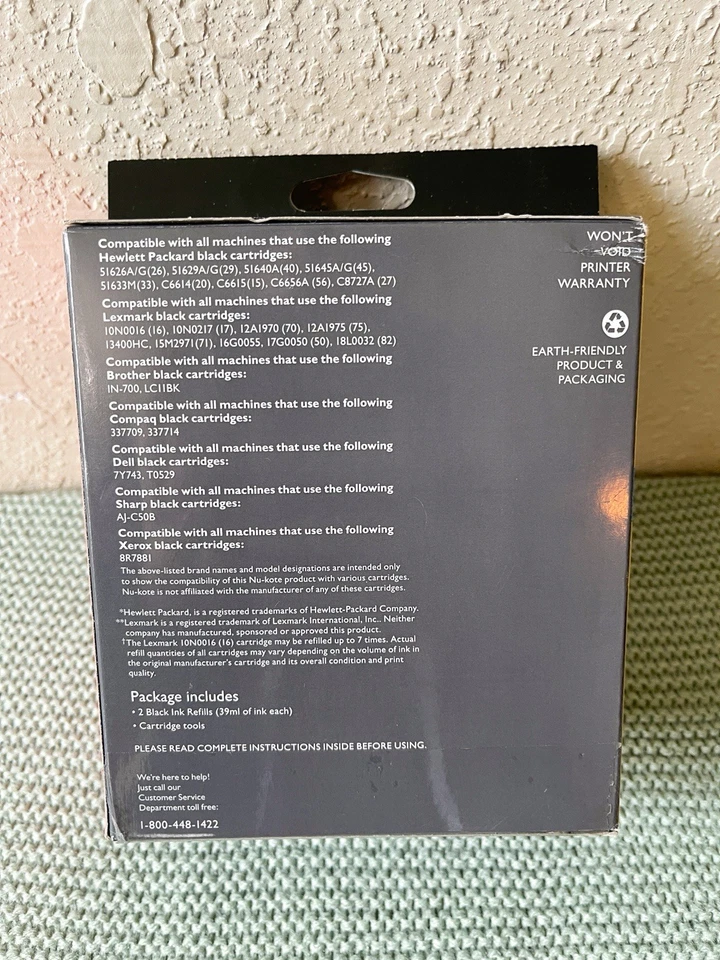 Compatible with all machines that use the following
Hewlett Packard black cartridges:
51626A/G(26), 51629A/G(29), 51640A(40), 51645A/G(45),
51633M(33), C6614(20), C6615(15), C6656A (56), C8727A (27)
Compatible with all machines that use the following
Lexmark black cartridges:
10N0016 (16), 10N0217 (17), 12A1970 (70), 12A1975 (75),
13400HC, 15M2971(71), 16G0055, 17G0050 (50), 18L0032 (82)
Compatible with all machines that use the following
Brother black cartridges:
IN-700, LC11BK
Compatible with all machines that use the following
Compaq black cartridges:
337709, 337714
Compatible with all machines that use the following
Dell black cartridges:
7Y743, T0529
Compatible with all machines that use the following
Sharp black cartridges:
AJ-C50B
Compatible with all machines that use the following
Xerox black cartridges:
8R7881
The above-listed brand names and model designations are intended only
to show the compatibility of this Nu-kote product with various cartridges.
Nu-kote is not affiliated with the manufacturer of any of these cartridges.
*Hewlett Packard, is a registered trademarks of Hewlett-Packard Company.
**Lexmark is a registered trademark of Lexmark International, Inc.. Neither
company has manufactured, sponsored or approved this product.
†The Lexmark 10N0016 (16) cartridge may be refilled up to 7 times. Actual
refill quantities of all cartridges may vary depending on the volume of ink in
the original manufacturer's cartridge and its overall condition and print
quality.
Package includes
• 2 Black Ink Refills (39ml of ink each)
• Cartridge tools
PLEASE READ COMPLETE INSTRUCTIONS INSIDE BEFORE USING.
We're here to help!
Just call our
Customer Service
Department toll free:
1-800-448-1422
WON'T
VOID
PRINTER
WARRANTY
EARTH-FRIENDLY
PRODUCT &
PACKAGING